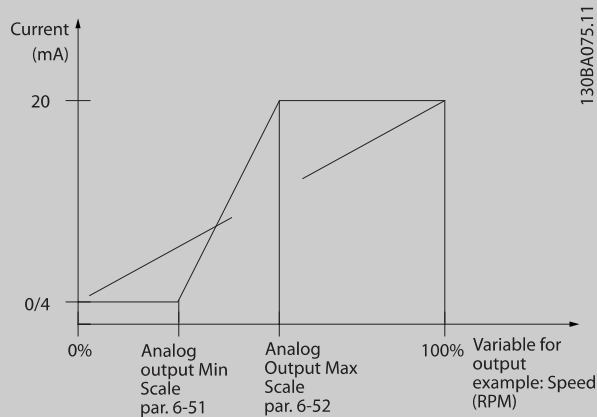 Current
(mA)
20
0/4
0%
Analog
output Min
Scale
par. 6-51
Analog
Output Max
Scale
par. 6-52
100%
Variable for
output
example: Speed
(RPM)
130BA075.11